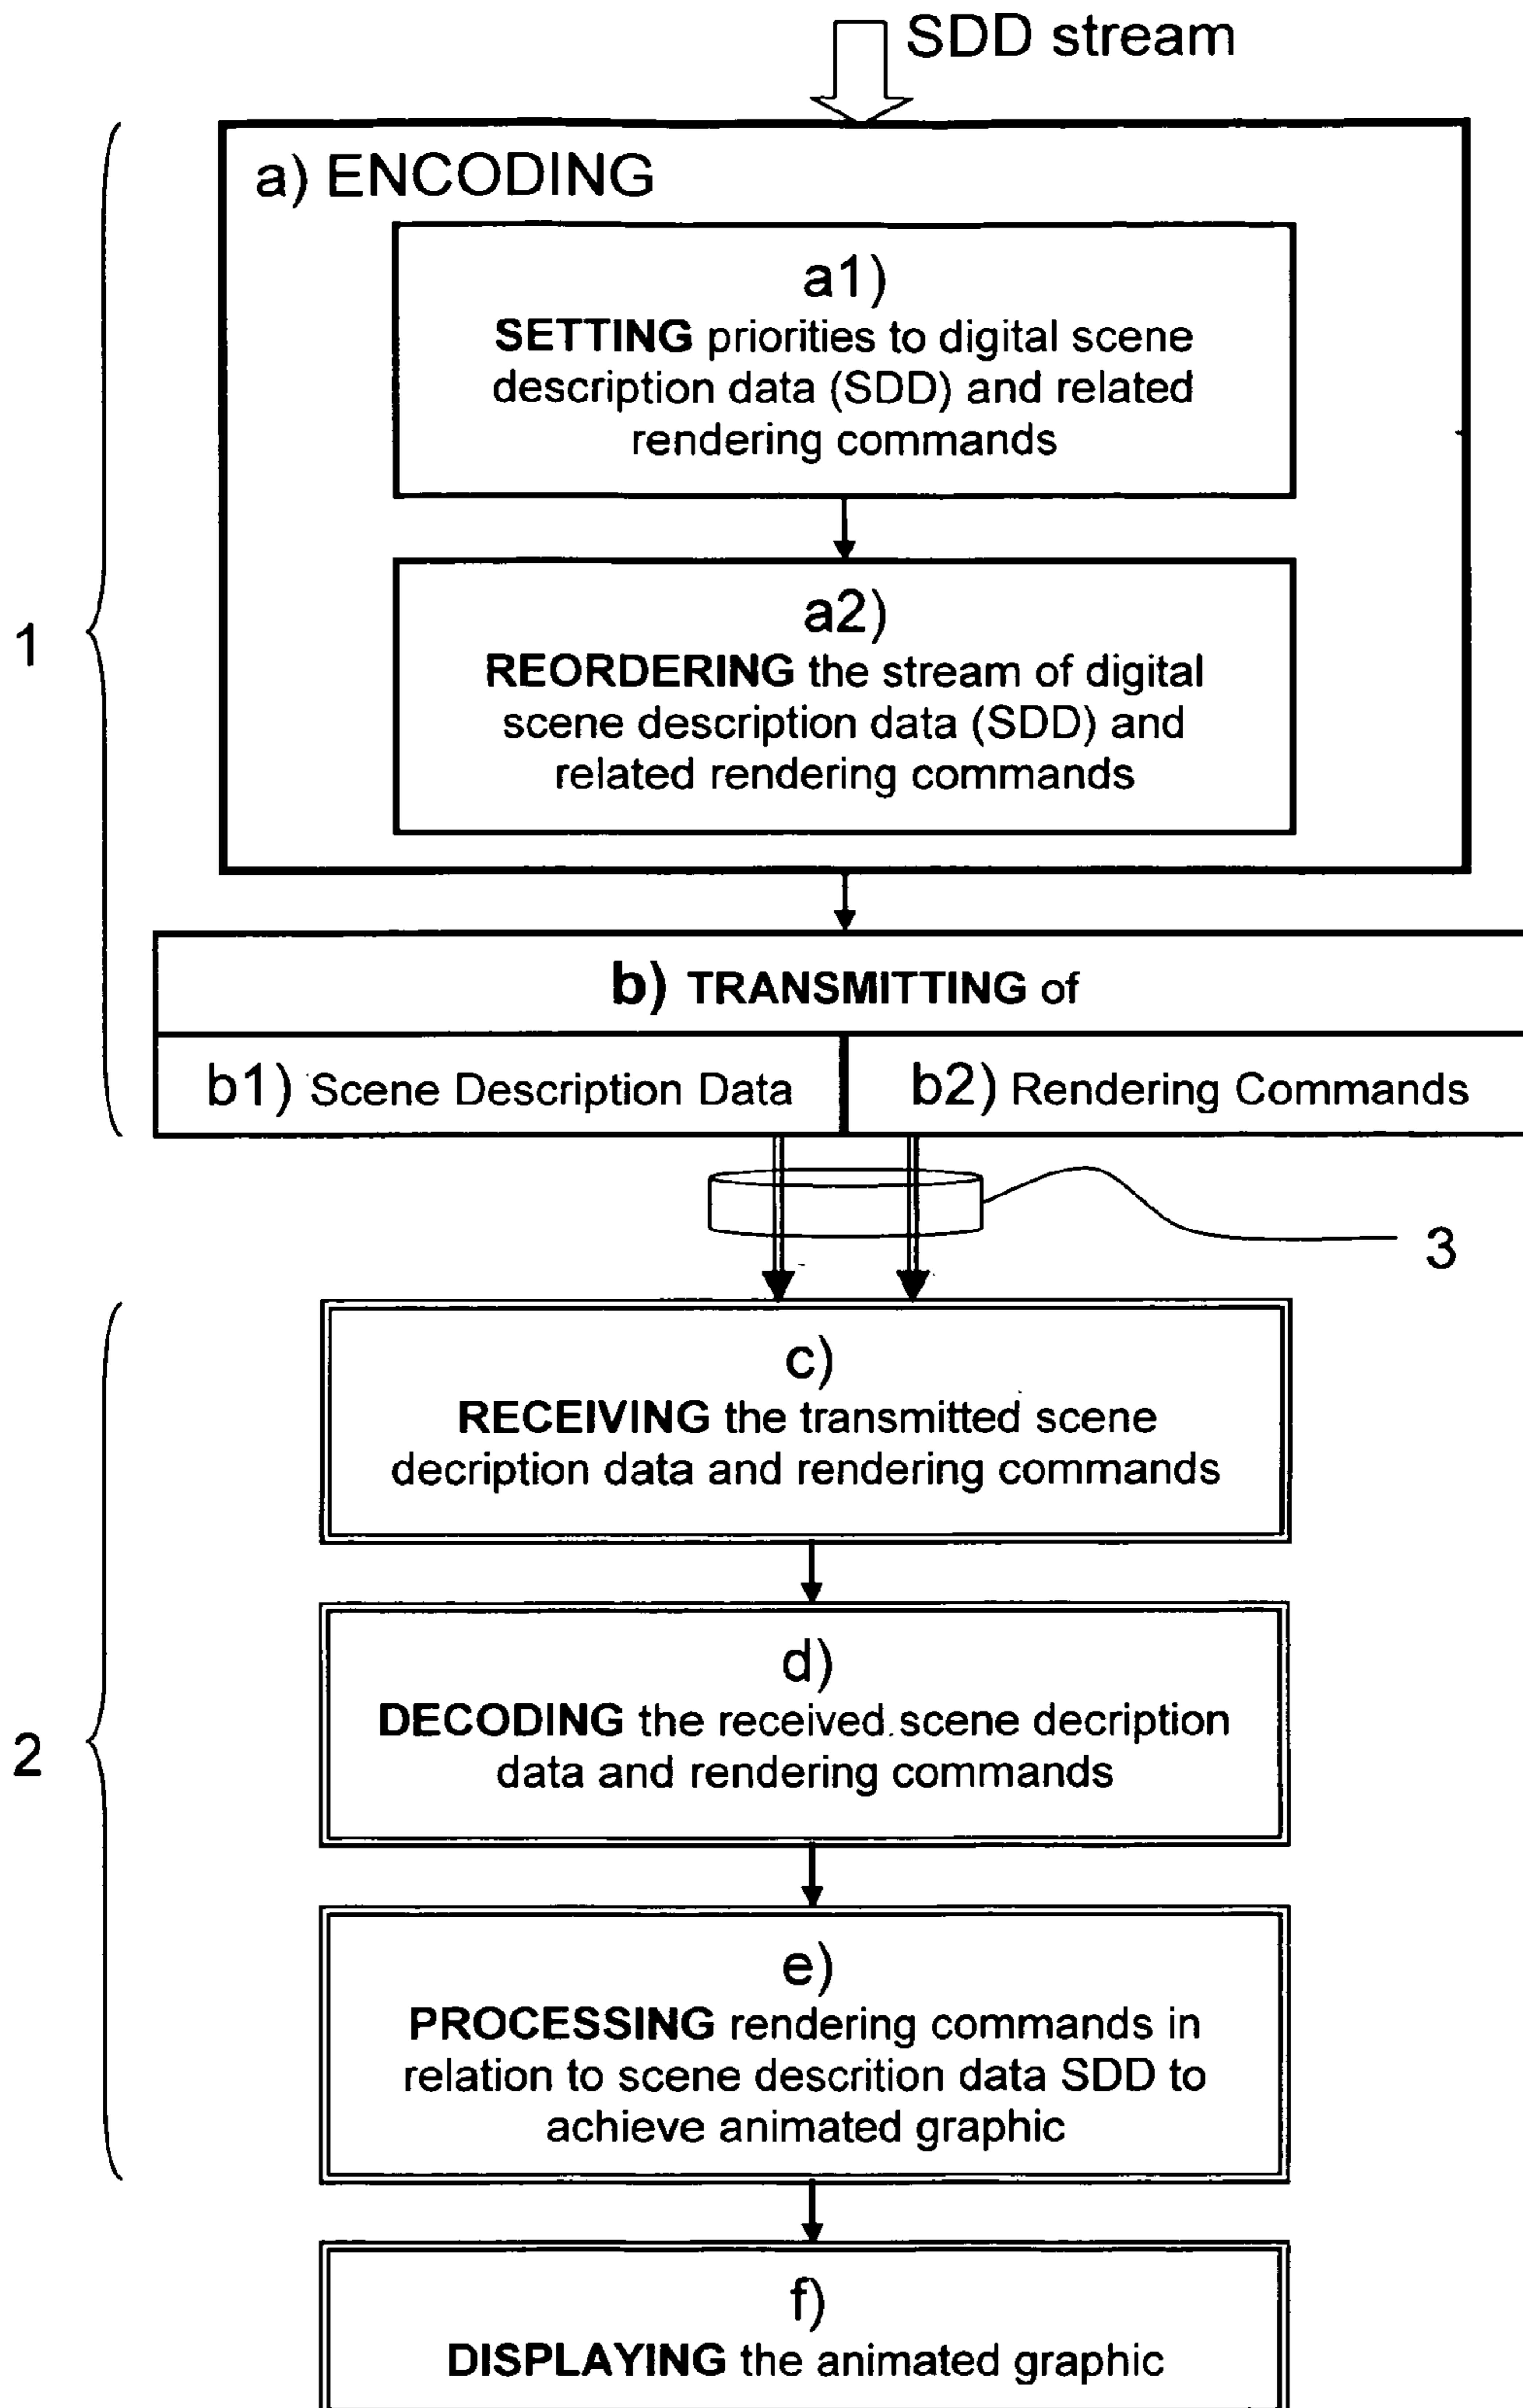 SDD stream
a) ENCODING
a1)
SETTING priorities to digital scene
description data (SDD) and related
rendering commands
a2)
REORDERING the stream of digital
scene description data (SDD) and
related rendering commands
1
b) TRANSMITTING of
b1) Scene Description Data
b2) Rendering Commands
3
c)
RECEIVING the transmitted scene
decription data and rendering commands
d)
DECODING the received scene decription
data and rendering commands
2
e)
PROCESSING rendering commands in
relation to scene descrition data SDD to
achieve animated graphic
f)
DISPLAYING the animated graphic